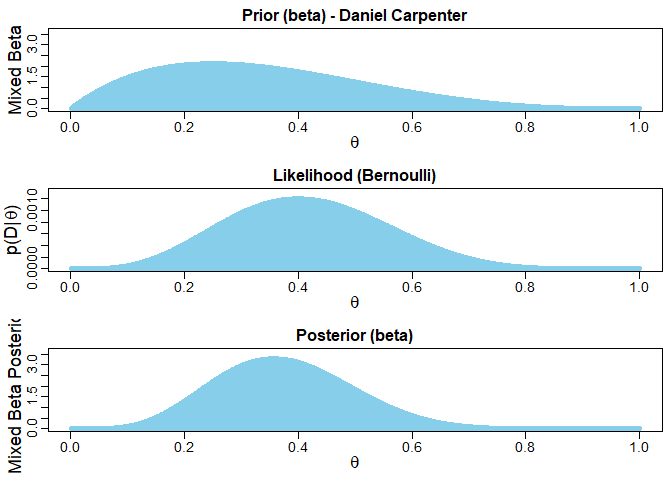 Prior (beta) - Daniel Carpenter
Mixed Beta
0.0 1.5 3.0
0.0 0.2 0.4 0.6 0.8 1.0
θ
Likelihood (Bernoulli)
p(D|θ)
0.0000 0.0010
0.0 0.2 0.4 0.6 0.8 1.0
θ
Posterior (beta)
Mixed Beta Posteric
0.0 1.5 3.0
0.0 0.2 0.4 0.6 0.8 1.0
θ